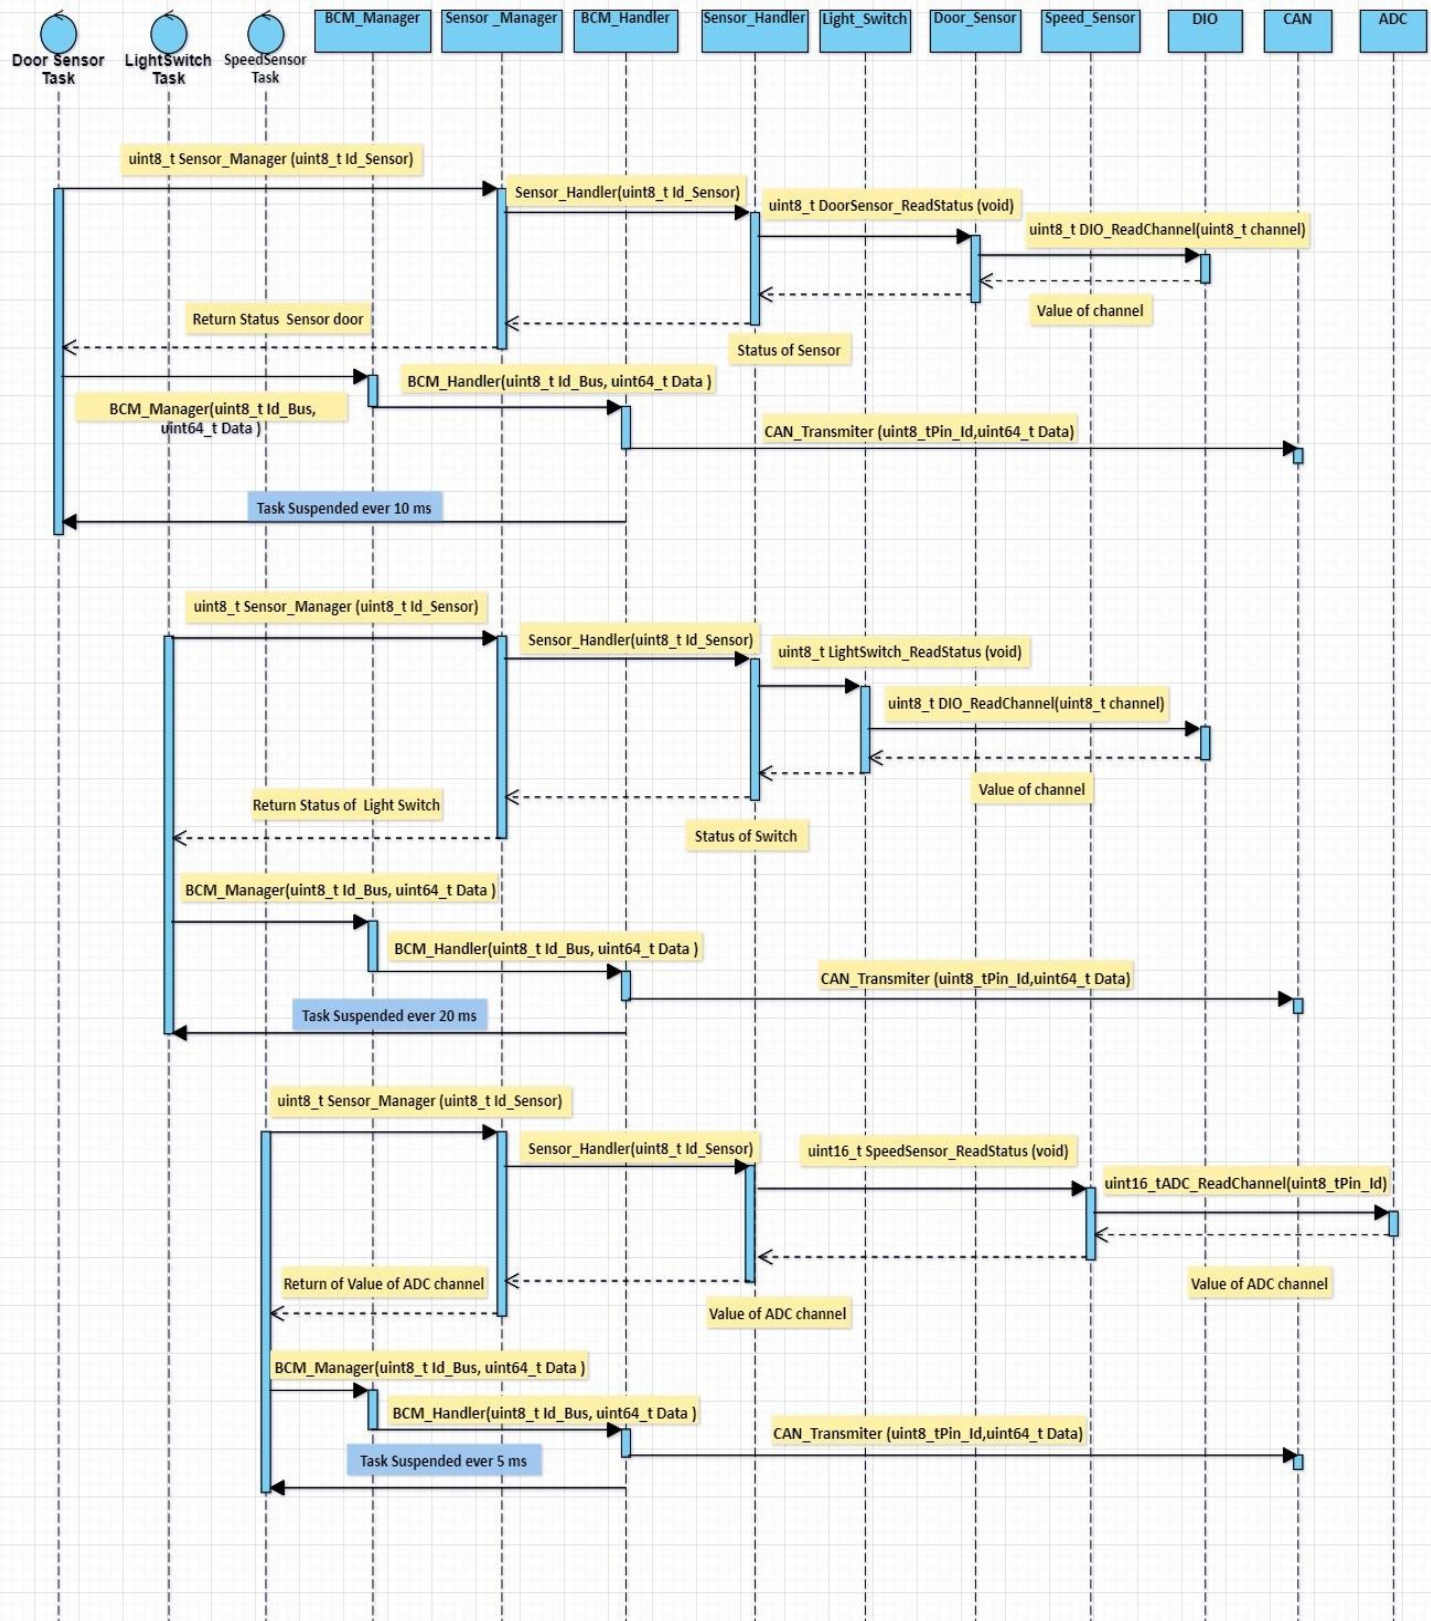 BCM_Manager
Sensor _Manager
BCM_Handler
Sensor_Handler
Light_Switch
Door_Sensor
Speed_Sensor
DIO
CAN
ADC
Door Sensor
Task
LightSwitch
Task
SpeedSensor
Task
uint8_t Sensor_Manager (uint8_t Id_Sensor)
Sensor_Handler(uint8_t Id_Sensor)
uint8_t DoorSensor_ReadStatus (void)
uint8_t DIO_ReadChannel(uint8_t channel)
Value of channel
Return Status  Sensor door
Status of Sensor
BCM_Handler(uint8_t Id_Bus, uint64_t Data )
BCM_Manager(uint8_t Id_Bus,
uint64_t Data )
CAN_Transmiter (uint8_tPin_Id,uint64_t Data)
Task Suspended ever 10 ms
uint8_t Sensor_Manager (uint8_t Id_Sensor)
Sensor_Handler(uint8_t Id_Sensor)
uint8_t LightSwitch_ReadStatus (void)
uint8_t DIO_ReadChannel(uint8_t channel)
Value of channel
Return Status of  Light Switch
Status of Switch
BCM_Manager(uint8_t Id_Bus, uint64_t Data )
BCM_Handler(uint8_t Id_Bus, uint64_t Data )
CAN_Transmiter (uint8_tPin_Id,uint64_t Data)
Task Suspended ever 20 ms
uint8_t Sensor_Manager (uint8_t Id_Sensor)
Sensor_Handler(uint8_t Id_Sensor)
uint16_t SpeedSensor_ReadStatus (void)
uint16_tADC_ReadChannel(uint8_tPin_Id)
Return of Value of ADC channel
Value of ADC channel
Value of ADC channel
BCM_Manager(uint8_t Id_Bus, uint64_t Data )
BCM_Handler(uint8_t Id_Bus, uint64_t Data )
CAN_Transmiter (uint8_tPin_Id,uint64_t Data)
Task Suspended ever 5 ms